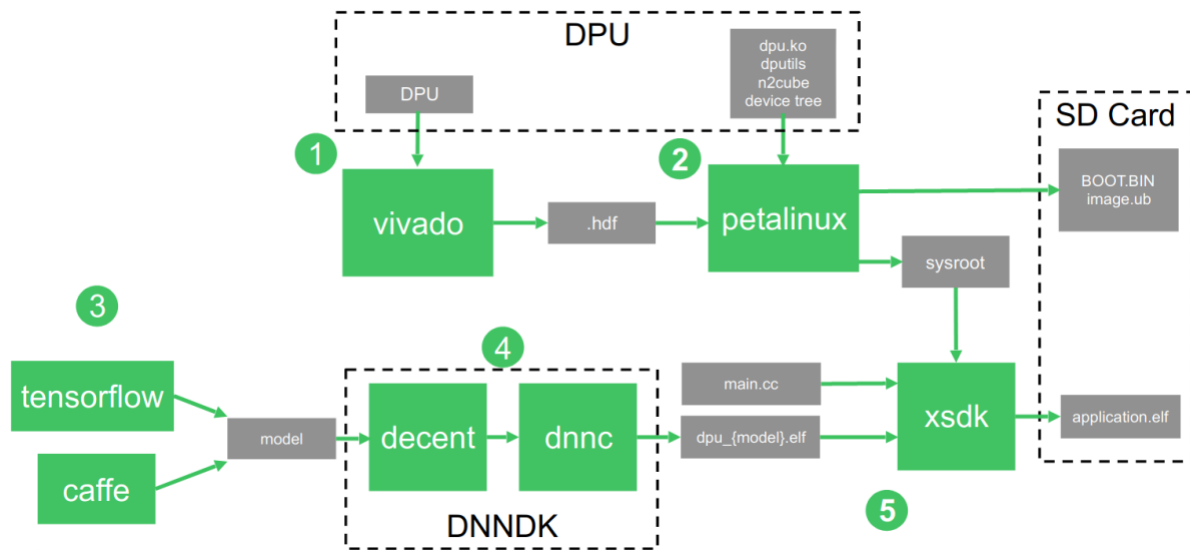 DPU
dpu.ko
dputils
n2cube
device tree
DPU
SD Card
1
2
BOOT.BIN
image.ub
vivado
.hdf
petalinux
sysroot
3
4
tensorflow
main.cc
model
decent
dnnc
dpu_{model}.elf
xsdk
application.elf
caffe
5
DNNDK